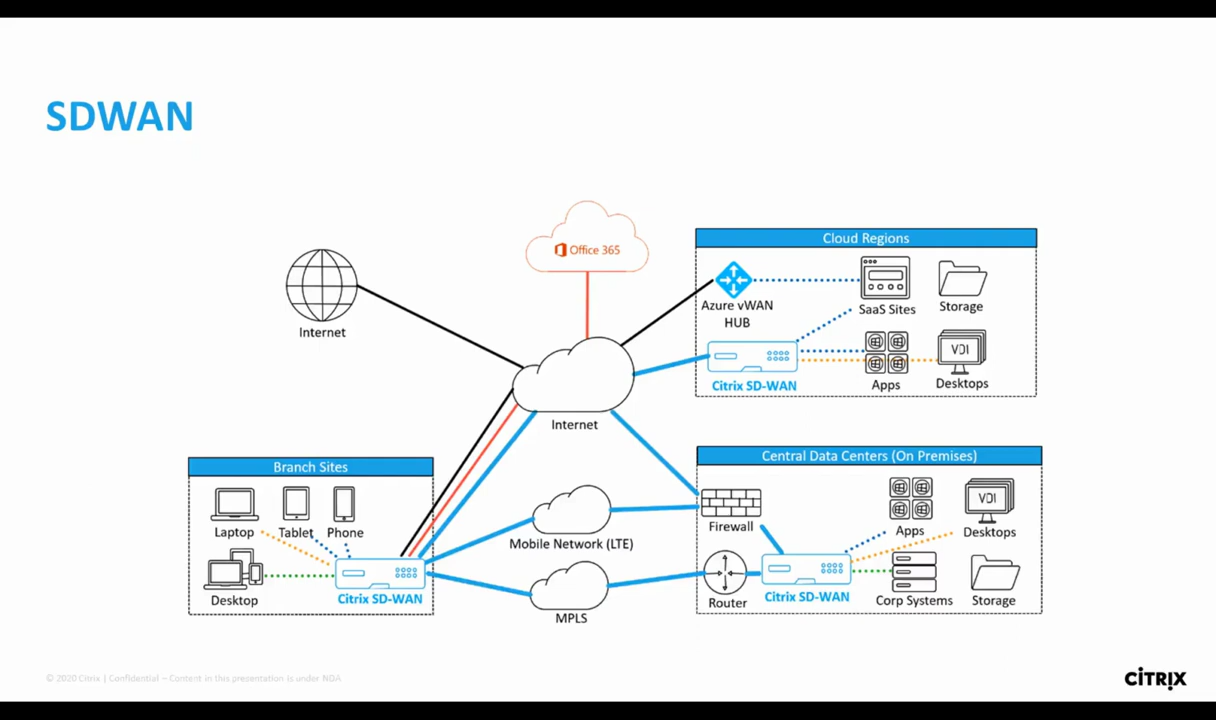 SDWAN
Office 365
Internet
Internet
Cloud Regions
Azure vWAN
HUB
SaaS Sites
Storage
VDI
Citrix SD-WAN
Apps
Desktops
Branch Sites
Laptop
Tablet
Phone
Desktop
Citrix SD-WAN
Mobile Network (LTE)
MPLS
Central Data Centers (On Premises)
Firewall
Apps
VDI
Desktops
Router
Citrix SD-WAN
Corp Systems
Storage
© 2020 Citrix | Confidential – Content in this presentation is under NDA
CITRIX